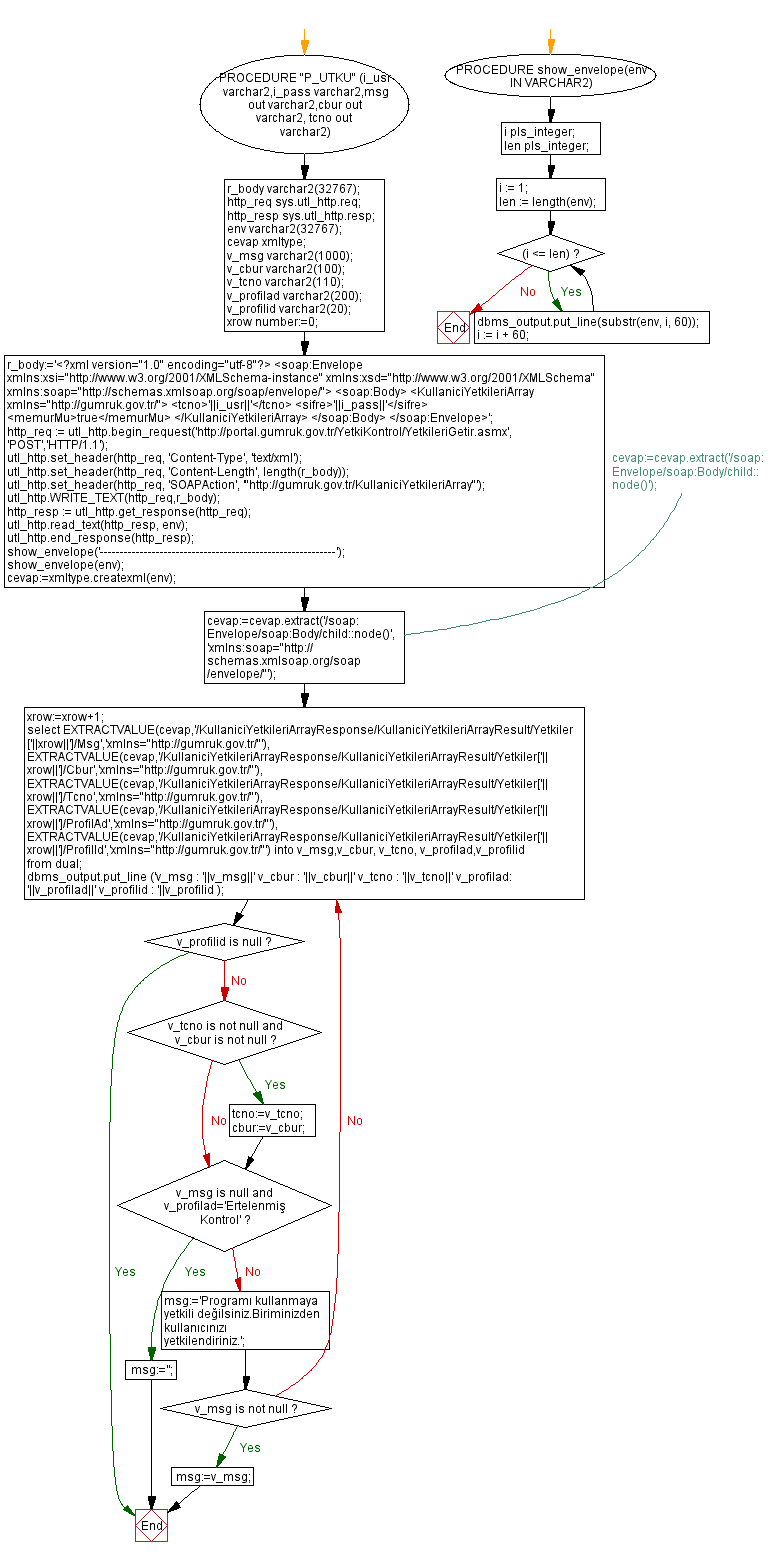 PROCEDURE "P_UTKU" (i_usr
varchar2,i_pass varchar2,msg
out varchar2,cbur out
varchar2, tcno out
varchar2)
r_body varchar2(32767);
http_req sys.utl_http.req;
http_resp sys.utl_http.resp;
env varchar2(32767);
cevap xmltype;
v_msg varchar2(1000);
v_cbur varchar2(100);
v_tcno varchar2(110);
v_profilad varchar2(200);
v_profilid varchar2(20);
xrow number:=0;
PROCEDURE show_envelope(env
IN VARCHAR2)
i pls_integer;
len pls_integer;
i := 1;
len := length(env);
(i <= len) ?
No
Yes
End
dbms_output.put_line(substr(env, i, 60));
i := i + 60;
r_body:='<?xml version="1.0" encoding="utf-8"?> <soap:Envelope
xmlns:xsi="http://www.w3.org/2001/XMLSchema-instance" xmlns:xsd="http://www.w3.org/2001/XMLSchema"
xmlns:soap="http://schemas.xmlsoap.org/soap/envelope/"> <soap:Body> <KullaniciYetkileriArray
xmlns="http://gumruk.gov.tr/"> <tcno>'||i_usr||'</tcno> <sifre>'||i_pass||'</sifre>
<memurMu>true</memurMu> </KullaniciYetkileriArray> </soap:Body> </soap:Envelope>';
http_req := utl_http.begin_request('http://portal.gumruk.gov.tr/YetkiKontrol/YetkileriGetir.asmx',
'POST','HTTP/1.1');
utl_http.set_header(http_req, 'Content-Type', 'text/xml');
utl_http.set_header(http_req, 'Content-Length', length(r_body));
utl_http.set_header(http_req, 'SOAPAction', '"http://gumruk.gov.tr/KullaniciYetkileriArray"');
utl_http.WRITE_TEXT(http_req,r_body);
http_resp := utl_http.get_response(http_req);
utl_http.read_text(http_resp, env);
utl_http.end_response(http_resp);
show_envelope('-----------------------------------------------------------');
show_envelope(env);
cevap:=xmltype.createxml(env);
cevap:=cevap.extract('/soap:
Envelope/soap:Body/child::
node()');
cevap:=cevap.extract('/soap:
Envelope/soap:Body/child::node()',
'xmlns:soap="http://
schemas.xmlsoap.org/soap
/envelope/"');
xrow:=xrow+1;
select EXTRACTVALUE(cevap,'/KullaniciYetkileriArrayResponse/KullaniciYetkileriArrayResult/Yetkiler
['||xrow||']/Msg','xmlns="http://gumruk.gov.tr/"'),
EXTRACTVALUE(cevap,'/KullaniciYetkileriArrayResponse/KullaniciYetkileriArrayResult/Yetkiler['||
xrow||']/Cbur','xmlns="http://gumruk.gov.tr/"'),
EXTRACTVALUE(cevap,'/KullaniciYetkileriArrayResponse/KullaniciYetkileriArrayResult/Yetkiler['||
xrow||']/Tcno','xmlns="http://gumruk.gov.tr/"'),
EXTRACTVALUE(cevap,'/KullaniciYetkileriArrayResponse/KullaniciYetkileriArrayResult/Yetkiler['||
xrow||']/ProfilAd','xmlns="http://gumruk.gov.tr/"'),
EXTRACTVALUE(cevap,'/KullaniciYetkileriArrayResponse/KullaniciYetkileriArrayResult/Yetkiler['||
xrow||']/ProfilId','xmlns="http://gumruk.gov.tr/"') into v_msg,v_cbur, v_tcno, v_profilad,v_profilid
from dual;
dbms_output.put_line ('v_msg : '||v_msg||' v_cbur : '||v_cbur||' v_tcno : '||v_tcno||' v_profilad:
'||v_profilad||' v_profilid : '||v_profilid );
v_profilid is null ?
No
v_tcno is not null and
v_cbur is not null ?
Yes
No
tcno:=v_tcno;
cbur:=v_cbur;
No
v_msg is null and
v_profilad='Ertelenmiş
Kontrol' ?
Yes
Yes
No
msg:='Programı kullanmaya
yetkili değilsiniz.Biriminizden
kullanıcınızı
yetkilendiriniz.';
msg:='';
v_msg is not null ?
Yes
msg:=v_msg;
End